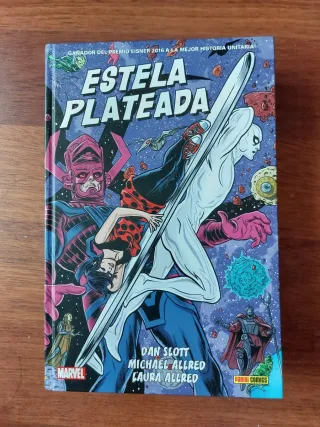 GANADOR DEL PREMIO EISNER 2016 A LA MEJOR HISTORIA UNITARIA
ESTELA
PLATEADA
DAN SLOTT
MICHAEL ALLRED
LAURA ALLRED
MARVEL
PANINI COMICS